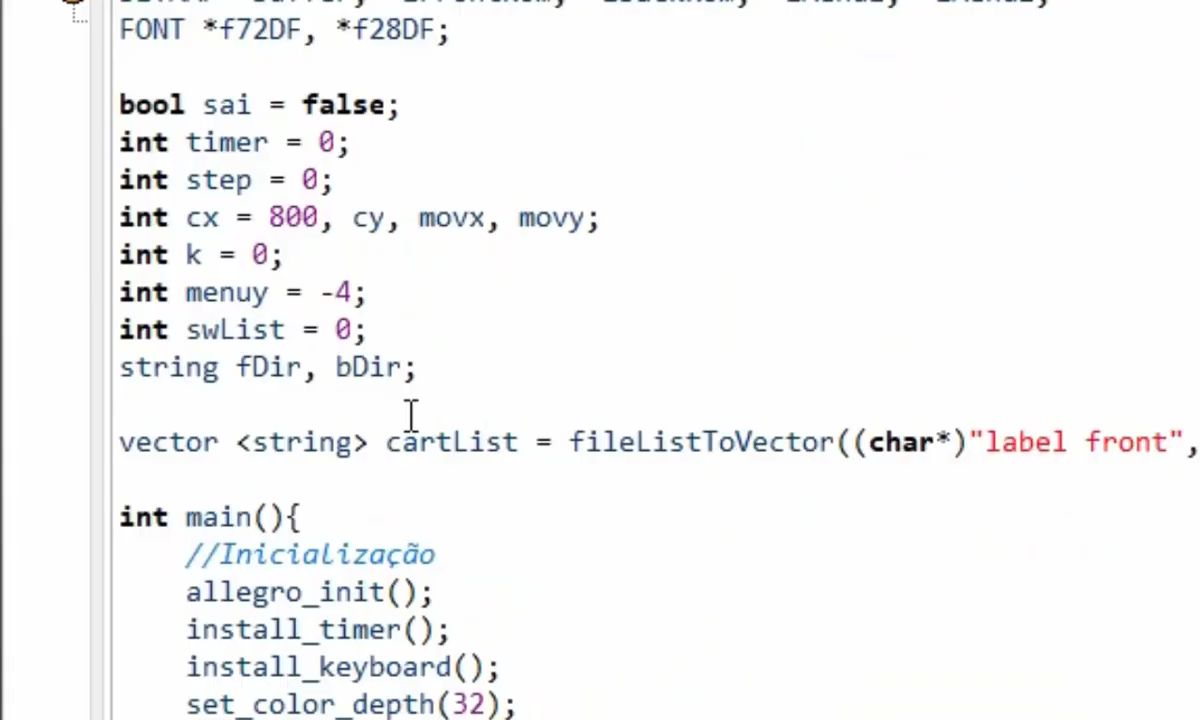 FONT *f72DF, *f28DF;
bool sai = false;
int timer = 0;
int step = 0;
int cx = 800, cy, movx, movy;
int k = 0;
int menuy = -4;
int swList = 0;
string fDir, bDir;
vector <string> cartList = fileListToVector((char*)"label front",
int main(){
//Inicialização
allegro_init();
install_timer();
install_keyboard();
set_color_depth(32);